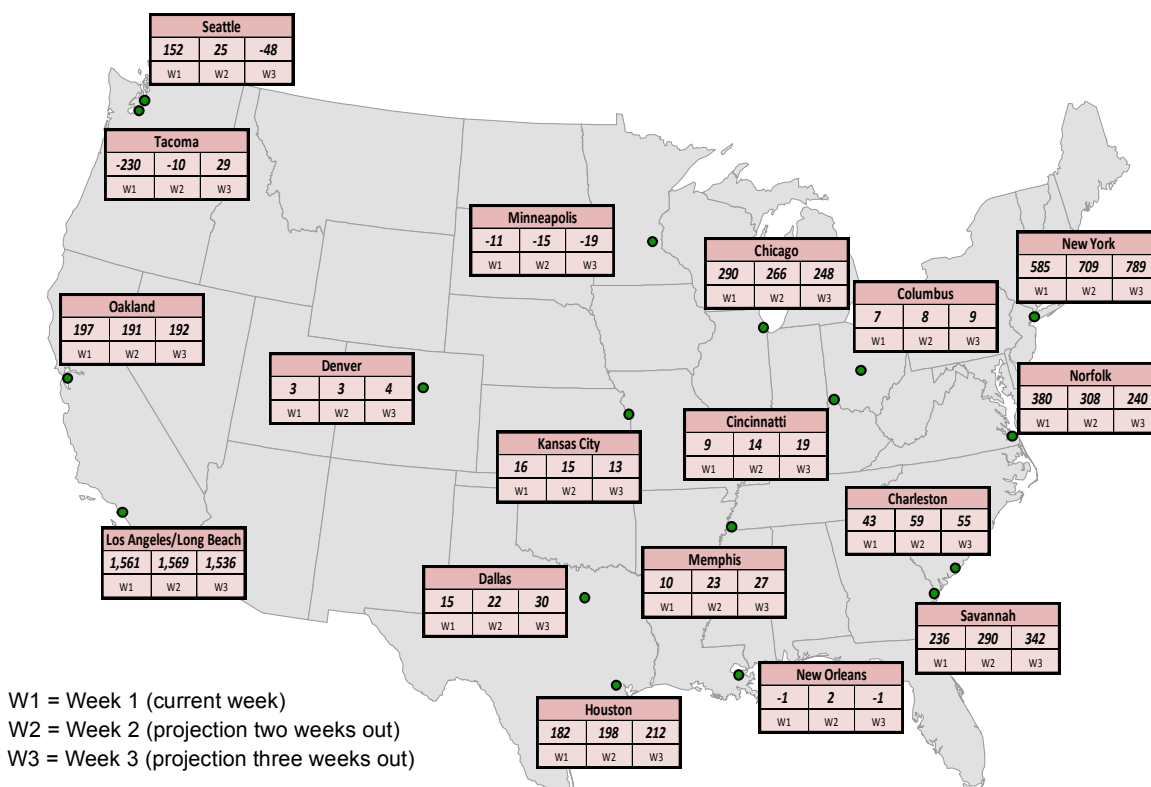 Seattle
152 25 -48
W1 W2 W3
Tacoma
-230 -10 29
W1 W2 W3
Minneapolis
-11 -15 -19
W1 W2 W3
Chicago
290 266 248
W1 W2 W3
New York
585 709 789
W1 W2 W3
Columbus
7 8 9
W1 W2 W3
Oakland
197 191 192
W1 W2 W3
Denver
3 3 4
W1 W2 W3
Norfolk
380 308 240
W1 W2 W3
Cincinnatti
9 14 19
W1 W2 W3
Kansas City
16 15 13
W1 W2 W3
Charleston
43 59 55
W1 W2 W3
Los Angeles/Long Beach
1,561 1,569 1,536
W1 W2 W3
Memphis
10 23 27
W1 W2 W3
Dallas
15 22 30
W1 W2 W3
Savannah
236 290 342
W1 W2 W3
New Orleans
-1 2 -1
W1 W2 W3
Houston
182 198 212
W1 W2 W3
W1 = Week 1 (current week)
W2 = Week 2 (projection two weeks out)
W3 = Week 3 (projection three weeks out)